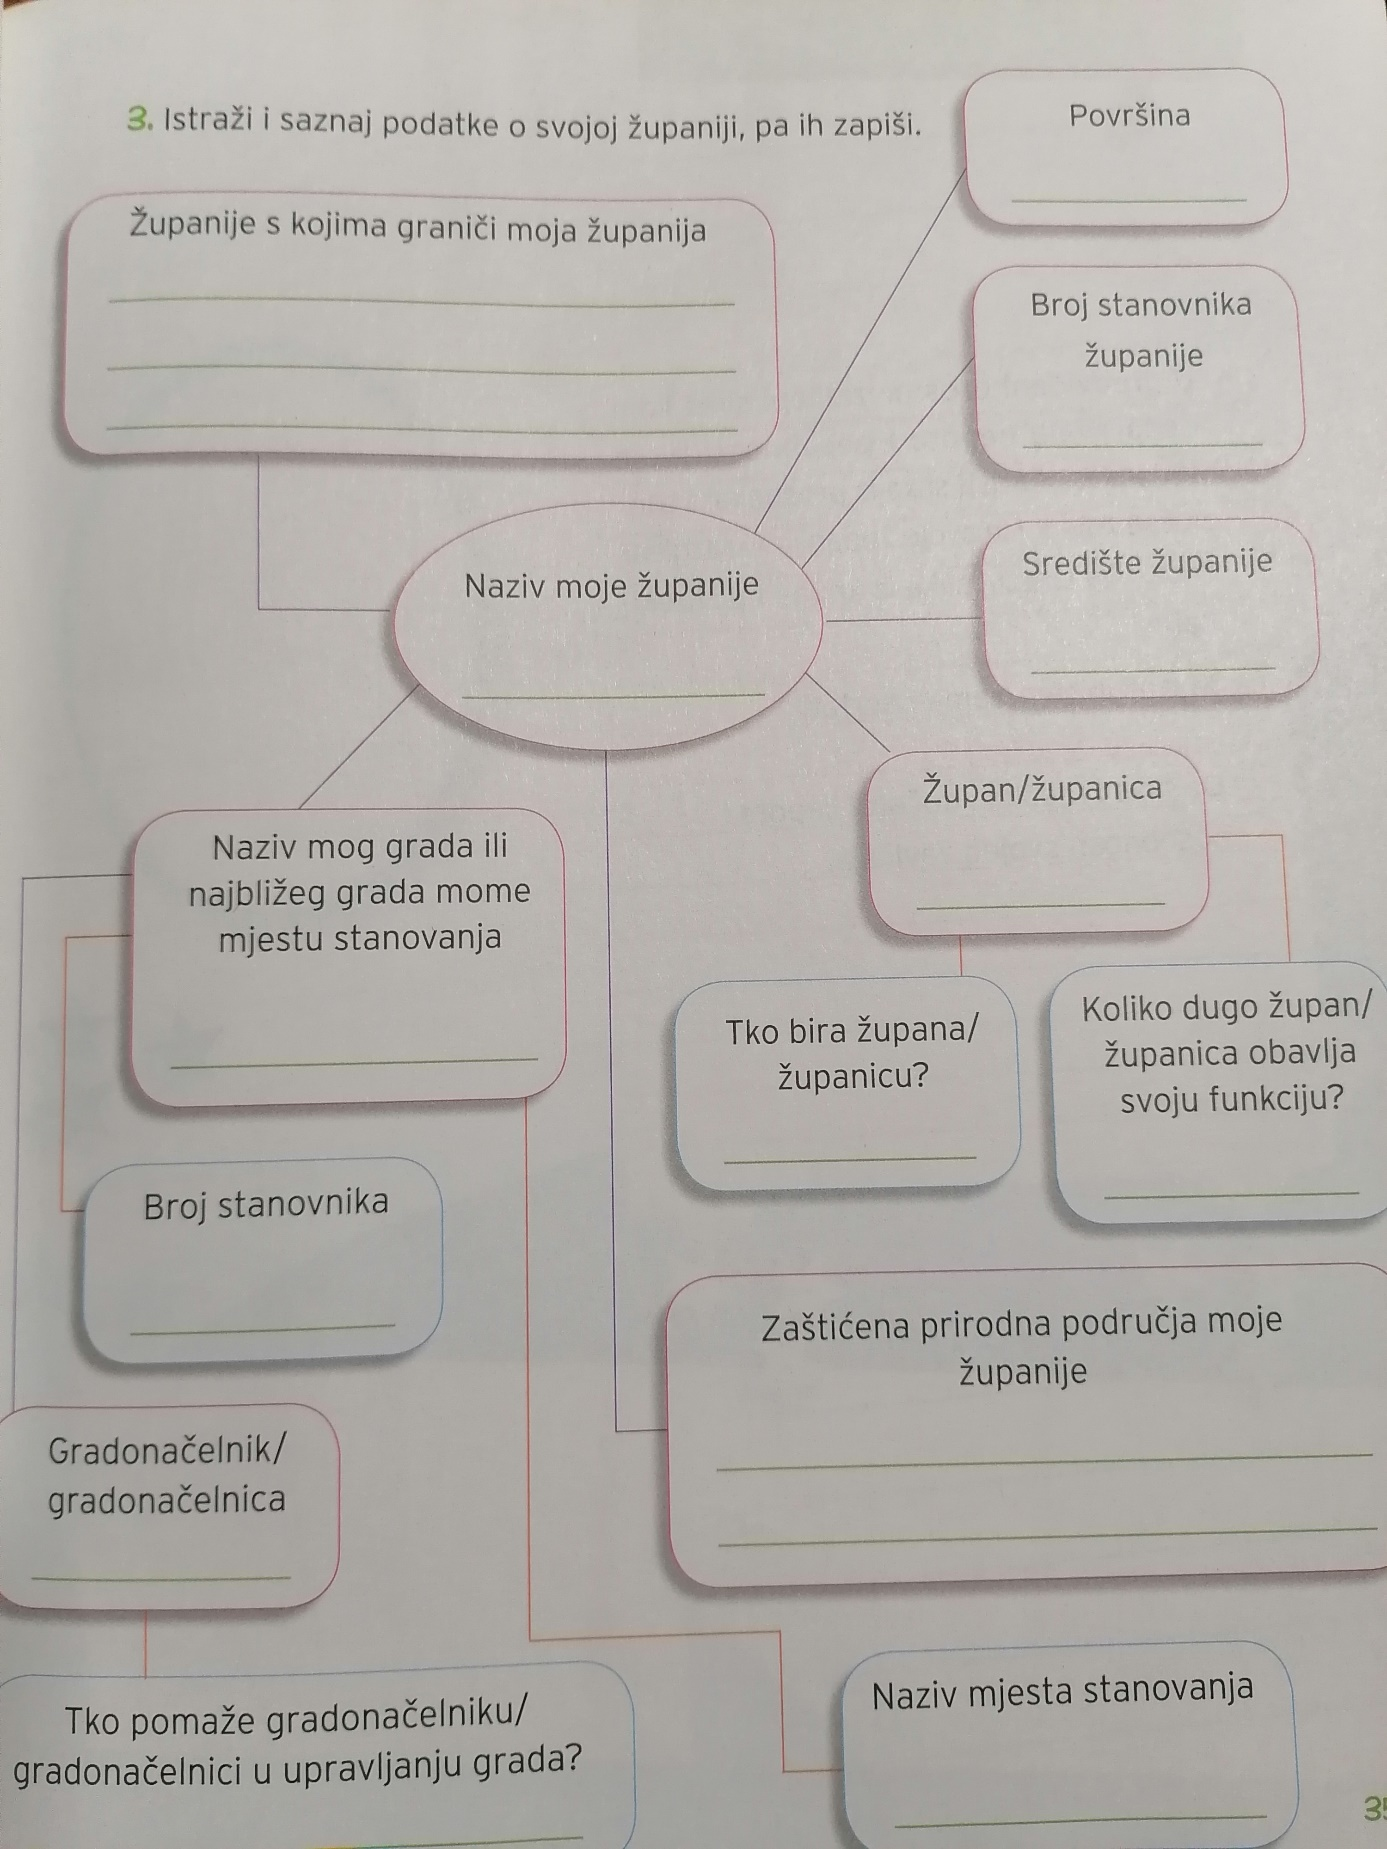 3. Istraži i saznaj podatke o svojoj županiji, pa ih zapiši.
Površina
Županije s kojima graniči moja županija
Broj stanovnika
županije
Središte županije
Naziv moje županije
Župan/županica
Naziv mog grada ili
najbližeg grada mome
mjestu stanovanja
Tko bira župana/
županicu?
Koliko dugo župan/
županica obavlja
svoju funkciju?
Broj stanovnika
Zaštićena prirodna područja moje
županije
Gradonačelnik/
gradonačelnica
Naziv mjesta stanovanja
Tko pomaže gradonačelniku/
gradonačelnici u upravljanju grada?